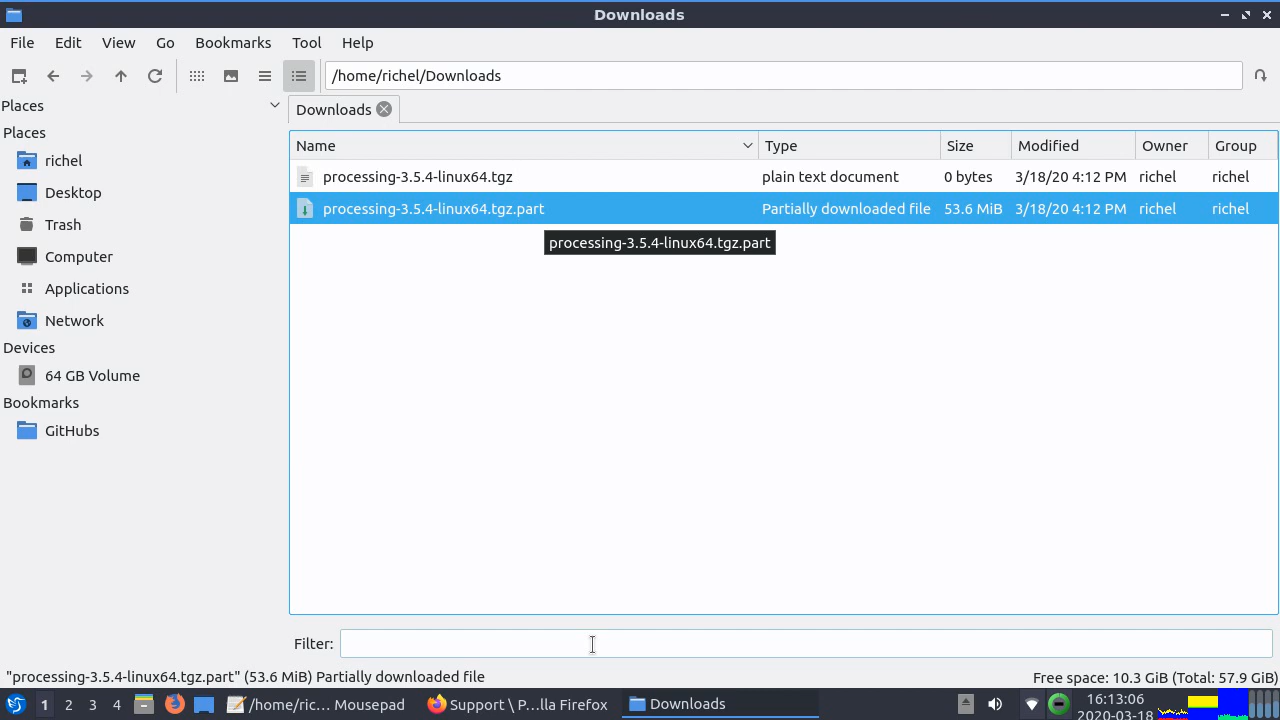 Downloads
File Edit View Go Bookmarks Tool Help
/home/richel/Downloads
Places
Downloads
Places
richel
Desktop
Trash
Computer
Applications
Network
Devices
64 GB Volume
Bookmarks
GitHubs
Name Type Size Modified Owner Group
processing-3.5.4-linux64.tgz plain text document 0 bytes 3/18/20 4:12 PM richel richel
processing-3.5.4-linux64.tgz.part Partially downloaded file 53.6 MiB 3/18/20 4:12 PM richel richel
processing-3.5.4-linux64.tgz.part
Filter:
"processing-3.5.4-linux64.tgz.part" (53.6 MiB) Partially downloaded file Free space: 10.3 GiB (Total: 57.9 GiB)
1 2 3 4 /home/ric... Mousepad Support \ P...lla Firefox Downloads 16:13:06
2020-03-18